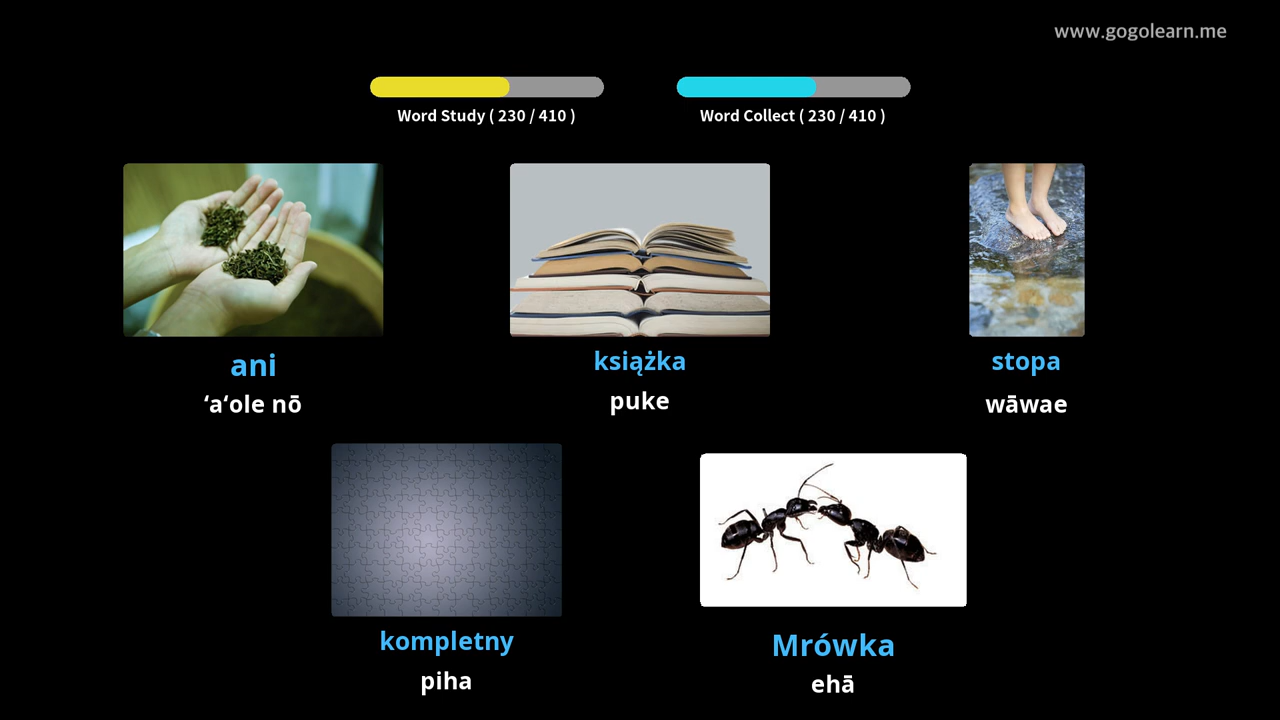 www.gogolearn.me
Word Study ( 230 / 410 )
Word Collect ( 230 / 410 )
ani
ʻaʻole nō
książka
puke
stopa
wāwae
kompletny
piha
Mrówka
ehā